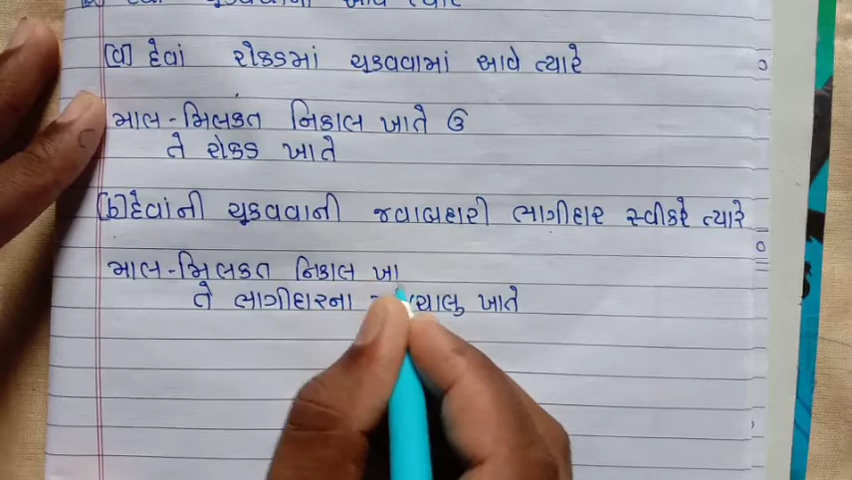 [a] દેવાં રોકડમાં ચૂકવવામાં આવે ત્યારે
માલ-મિલકત નિકાલ ખાતે ઉ
તે રોકડ ખાતે
[b] દેવાંની ચૂકવવાની જવાબદારી ભાગીદાર સ્વીકારે ત્યારે
માલ-મિલકત નિકાલ ખા
તે ભાગીદારના ચાલુ ખાતે